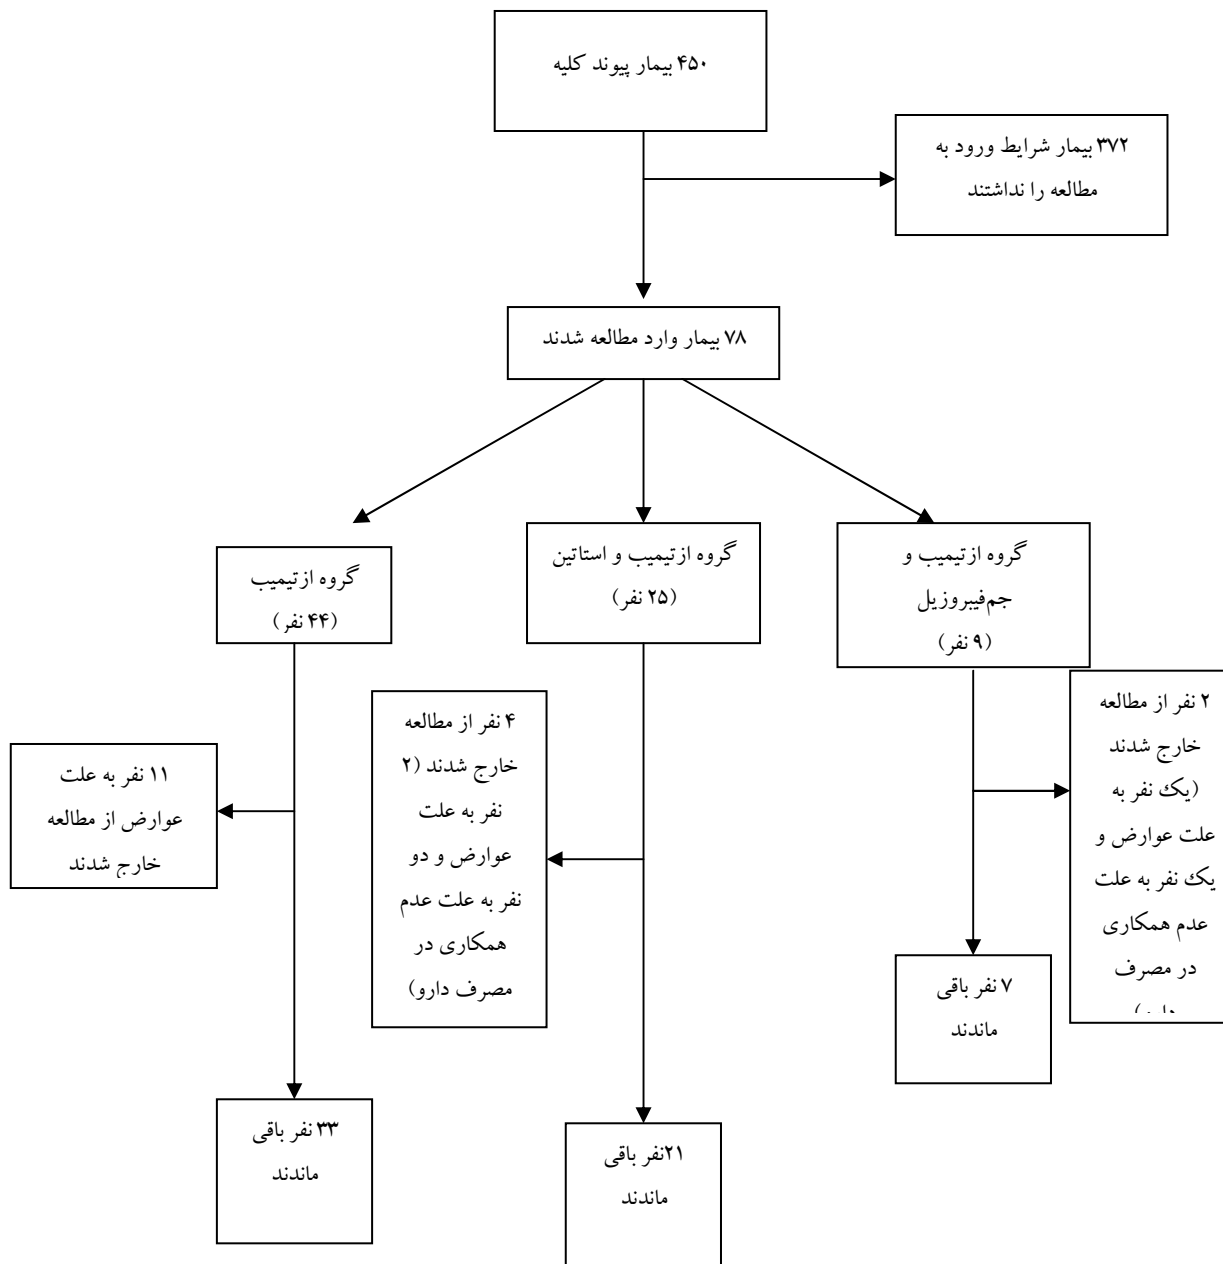 ۴۵۰ بیمار پیوند کلیه
۳۷۲ بیمار شرایط ورود به
مطالعه را نداشتند
۷۸ بیمار وارد مطالعه شدند
گروه ازتیمیب و
جم‌فیبروزیل
(۹ نفر)
گروه ازتیمیب و استاتین
(۲۵ نفر)
گروه ازتیمیب
(۴۴ نفر)
۲ نفر از مطالعه
خارج شدند
(یک نفر به
علت عوارض و
یک نفر به علت
عدم همکاری
در مصرف
۴ نفر از مطالعه
خارج شدند (۲
نفر به علت
عوارض و دو
نفر به علت عدم
همکاری در
مصرف دارو)
۱۱ نفر به علت
عوارض از مطالعه
خارج شدند
۷ نفر باقی
ماندند
۲۱نفر باقی
ماندند
۳۳ نفر باقی
ماندند